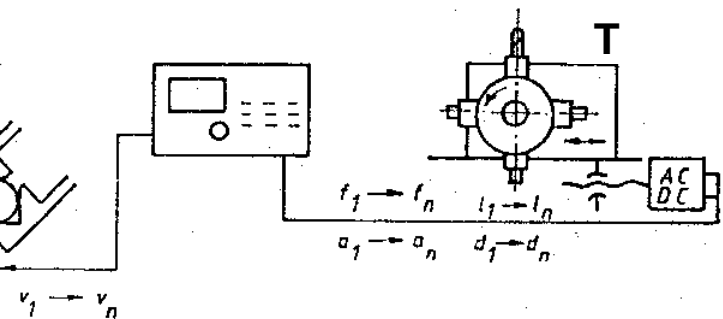 T
AC
DC
f₁ → fₙ l₁ → lₙ
a₁ → aₙ d₁ → dₙ
v₁ → vₙ